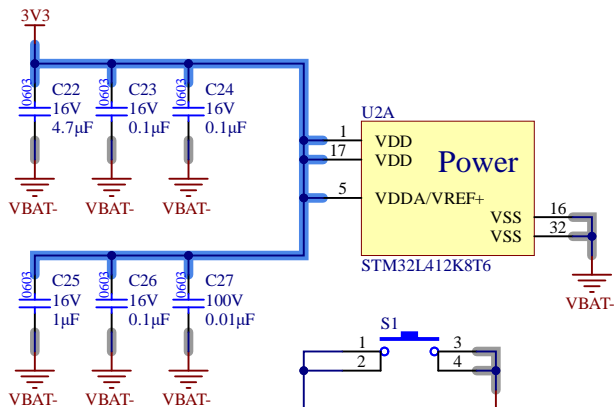 3V3
0603
C22
16V
4.7µF
0603
C23
16V
0.1µF
0603
C24
16V
0.1µF
VBAT-
VBAT-
VBAT-
U2A
1
VDD
17
VDD
Power
5
VDDA/VREF+
VSS
16
VSS
32
STM32L412K8T6
VBAT-
0603
C25
16V
1µF
0603
C26
16V
0.1µF
0603
C27
100V
0.01µF
VBAT-
VBAT-
VBAT-
S1
1
3
2
4